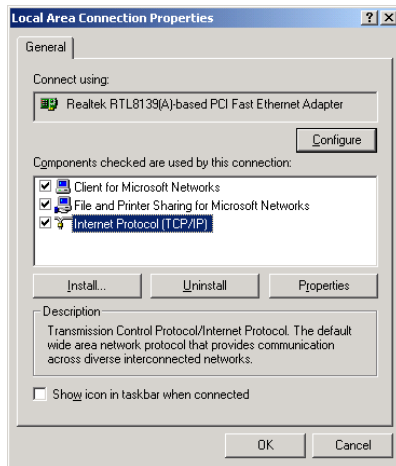 Local Area Connection Properties
General
Connect using:
Realtek RTL8139(A)-based PCI Fast Ethernet Adapter
Configure
Components checked are used by this connection:
Client for Microsoft Networks
File and Printer Sharing for Microsoft Networks
Internet Protocol (TCP/IP)
Install... Uninstall Properties
Description
Transmission Control Protocol/Internet Protocol. The default
wide area network protocol that provides communication
across diverse interconnected networks.
Show icon in taskbar when connected
OK Cancel